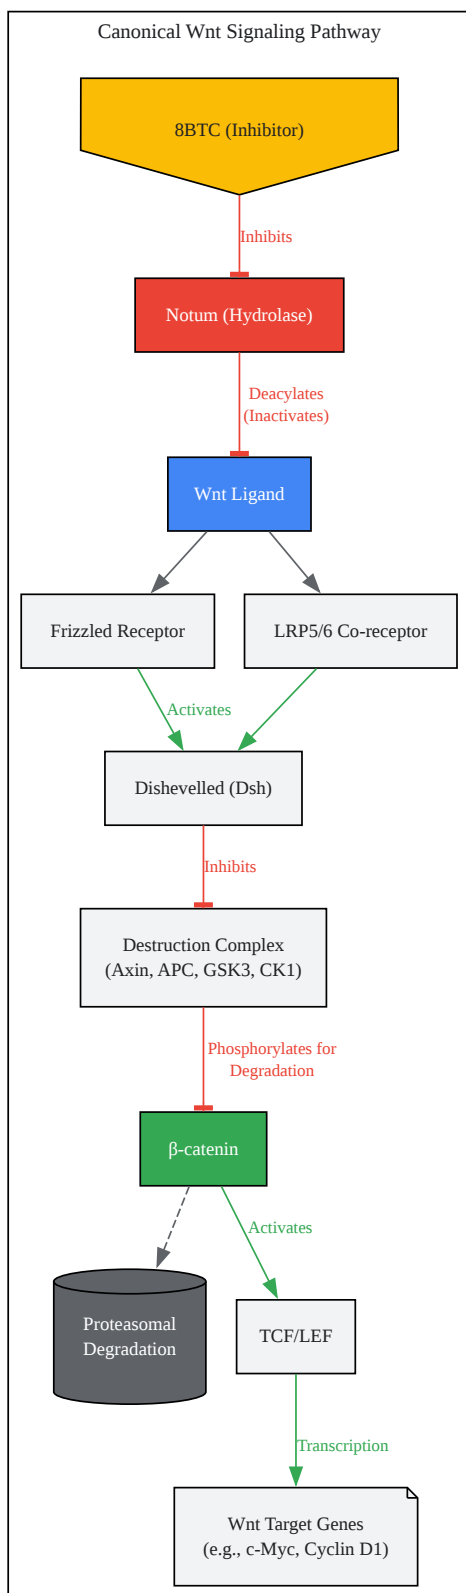 Canonical Wnt Signaling Pathway
8BTC (Inhibitor)
Inhibits
Notum (Hydrolase)
Deacylates
(Inactivates)
Wnt Ligand
Frizzled Receptor
LRP5/6 Co-receptor
Activates
Dishevelled (Dsh)
Inhibits
Destruction Complex
(Axin, APC, GSK3, CK1)
Phosphorylates for
Degradation
β-catenin
Activates
Proteasomal
Degradation
TCF/LEF
Transcription
Wnt Target Genes
(e.g., c-Myc, Cyclin D1)